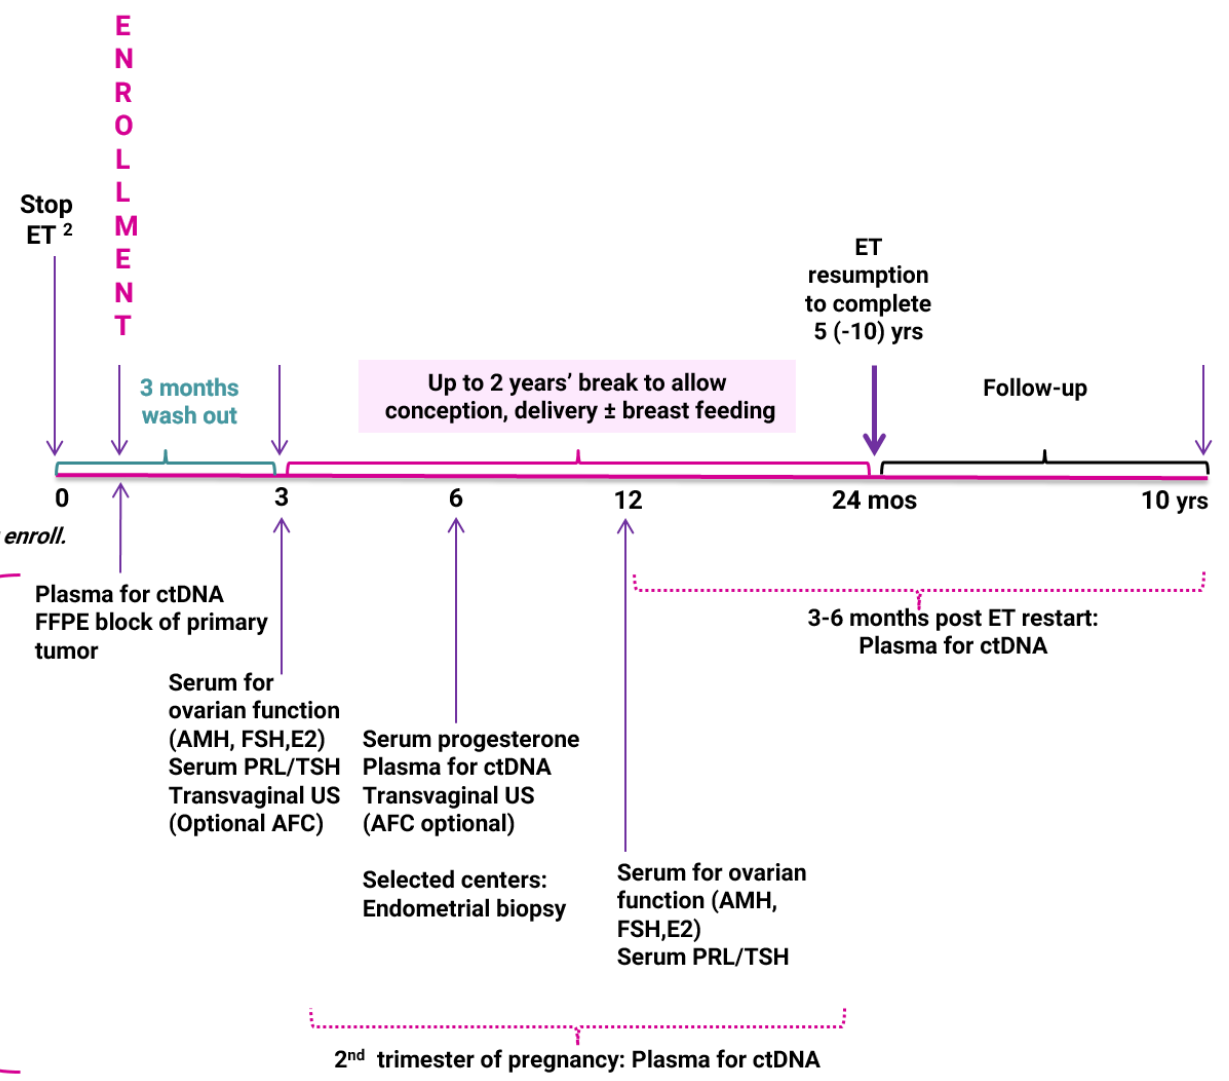 ENROLLMENT
Stop
ET 2
ET
resumption
to complete
5 (-10) yrs
3 months
wash out
Up to 2 years’ break to allow
conception, delivery ± breast feeding
Follow-up
0
3
6
12
24 mos
10 yrs
enroll.
Plasma for ctDNA
FFPE block of primary
tumor
3-6 months post ET restart:
Plasma for ctDNA
Serum for
ovarian function
(AMH, FSH,E2)
Serum PRL/TSH
Transvaginal US
(Optional AFC)
Serum progesterone
Plasma for ctDNA
Transvaginal US
(AFC optional)
Selected centers:
Endometrial biopsy
Serum for ovarian
function (AMH,
FSH,E2)
Serum PRL/TSH
2nd trimester of pregnancy: Plasma for ctDNA